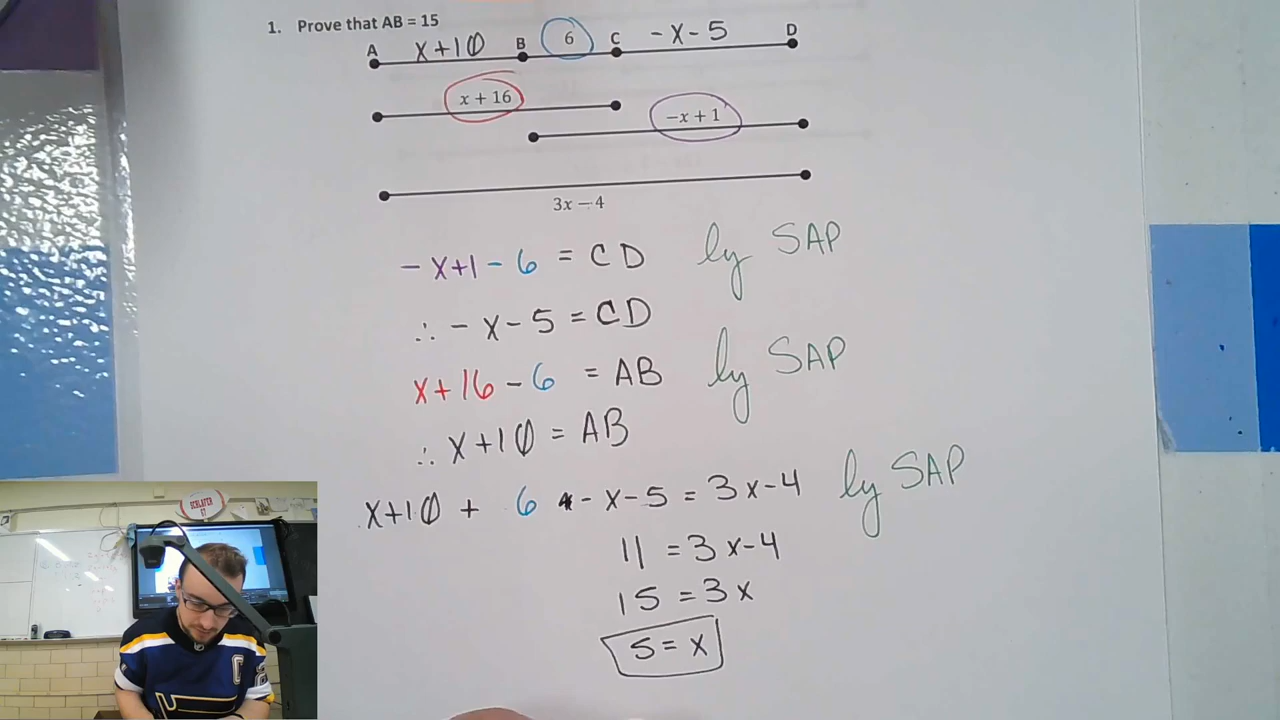 1. Prove that AB = 15
A x+10 B 6 C -x-5 D
x + 16
-x + 1
3x - 4
-x+1-6 = CD by SAP
∴ -x-5 = CD
x+16-6 = AB by SAP
∴ x+10 = AB
x+10 + 6 + -x-5 = 3x-4 by SAP
11 = 3x-4
15 = 3x
5 = x
SCHLATER
57
C